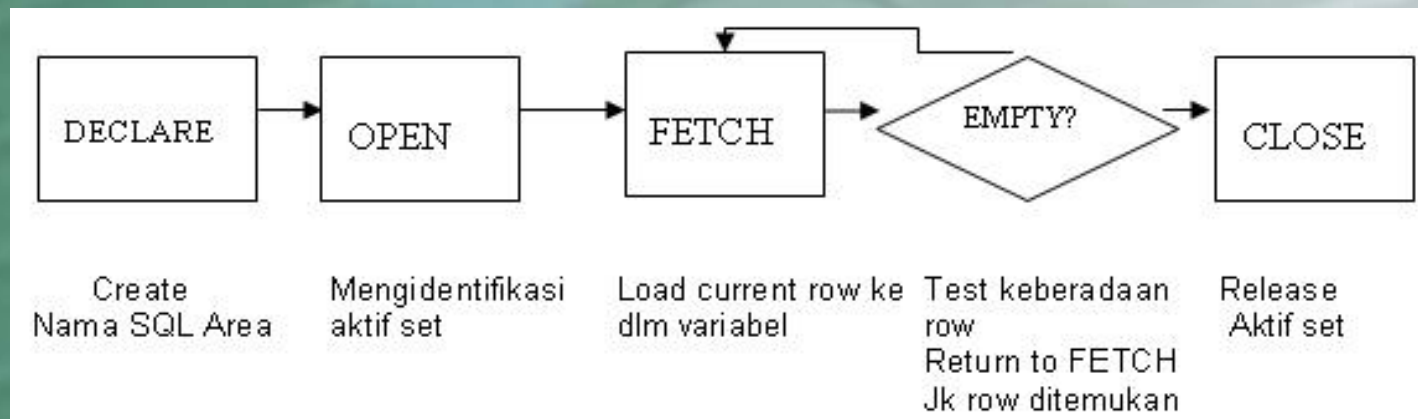 DECLARE
OPEN
FETCH
EMPTY?
CLOSE
Create
Nama SQL Area
Mengidentifikasi
aktif set
Load current row ke
dlm variabel
Test keberadaan
row
Return to FETCH
Jk row ditemukan
Release
Aktif set